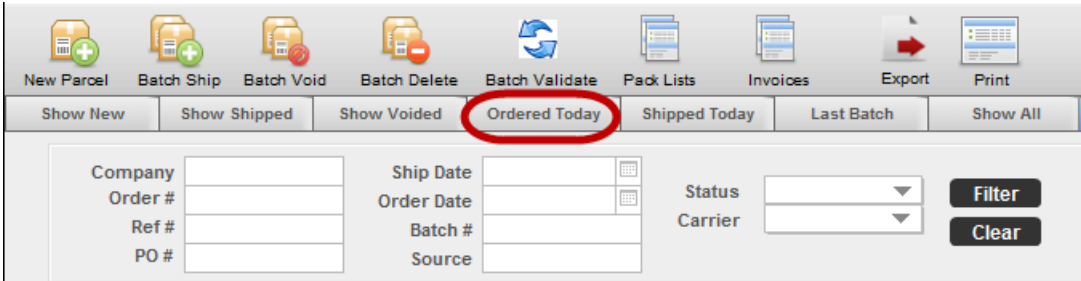 New Parcel Batch Ship Batch Void Batch Delete Batch Validate Pack Lists Invoices Export Print
Show New Show Shipped Show Voided Ordered Today Shipped Today Last Batch Show All
Company Ship Date
Order # Order Date Status Filter
Ref # Batch # Carrier Clear
PO # Source